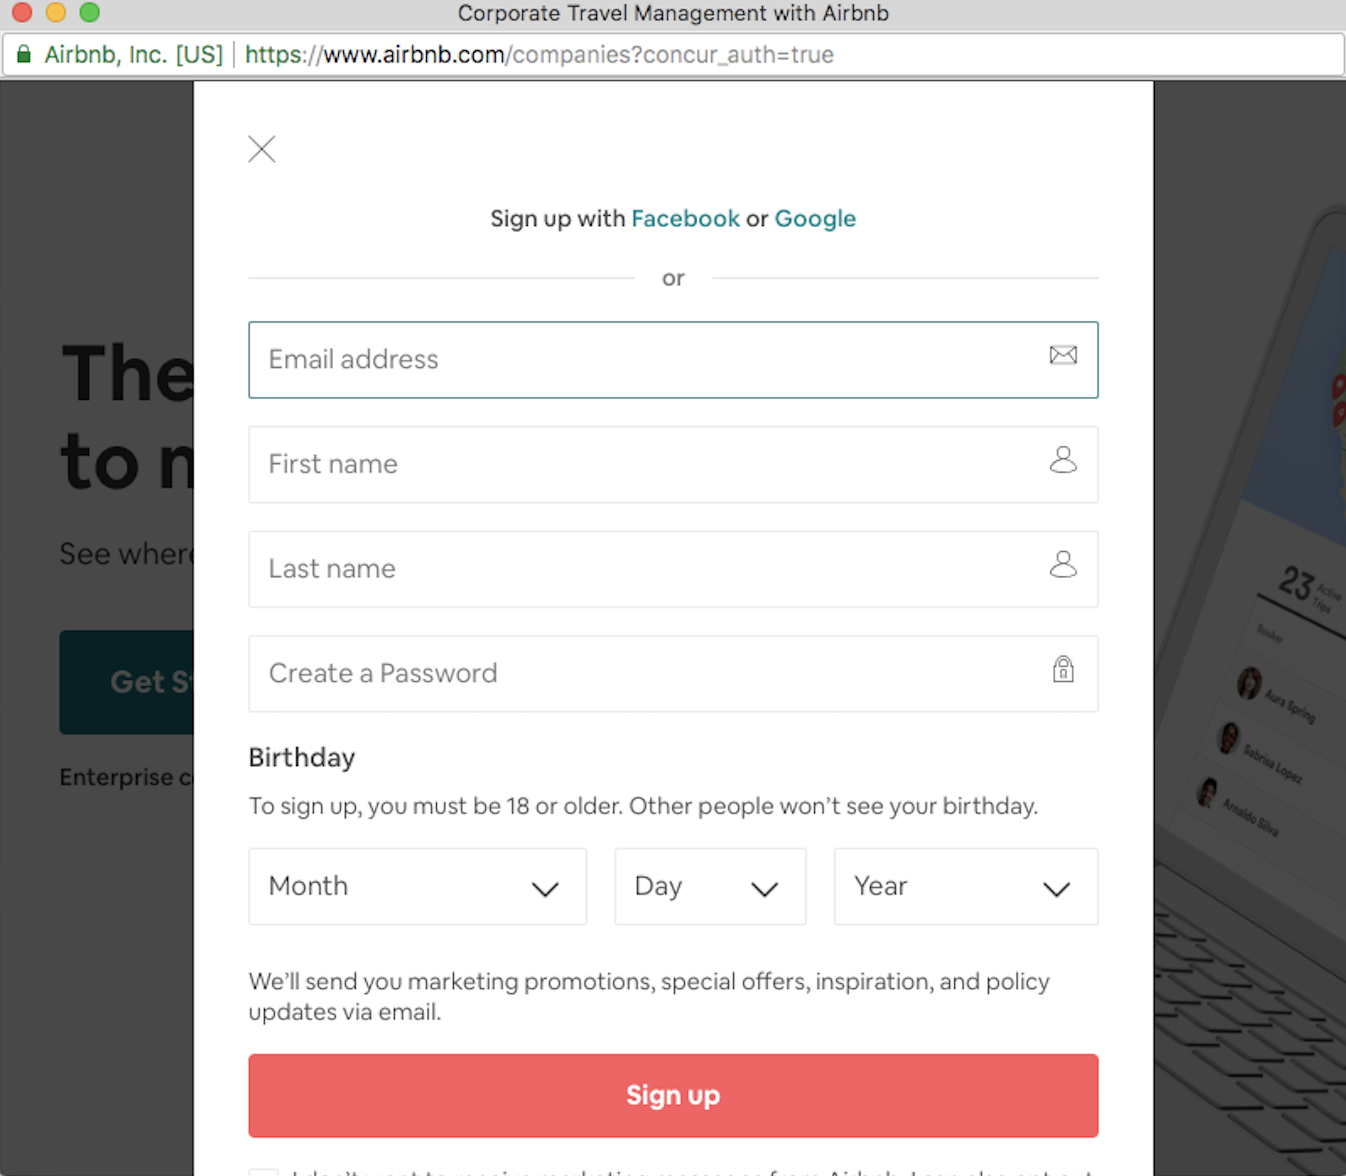 Corporate Travel Management with Airbnb
Airbnb, Inc. [US] https://www.airbnb.com/companies?concur_auth=true
Sign up with Facebook or Google
or
Email address
First name
Last name
Create a Password
Birthday
To sign up, you must be 18 or older. Other people won't see your birthday.
Month Day Year
We'll send you marketing promotions, special offers, inspiration, and policy
updates via email.
Sign up
The
to
See where
Get
Enterprise
23 Active
Trips
Booker
Aura Spring
Sabrisa Lopez
Arnaldo Silva